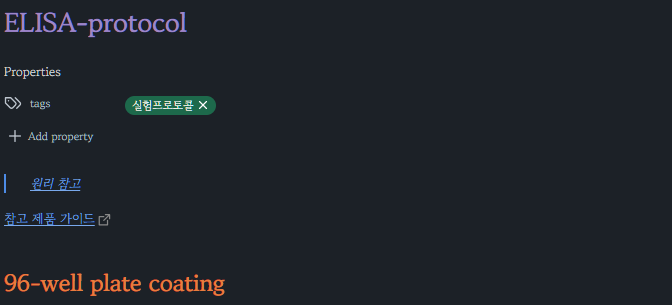 ELISA-protocol
Properties
tags 실험프로토콜 ×
+ Add property
원리 참고
참고 제품 가이드
96-well plate coating